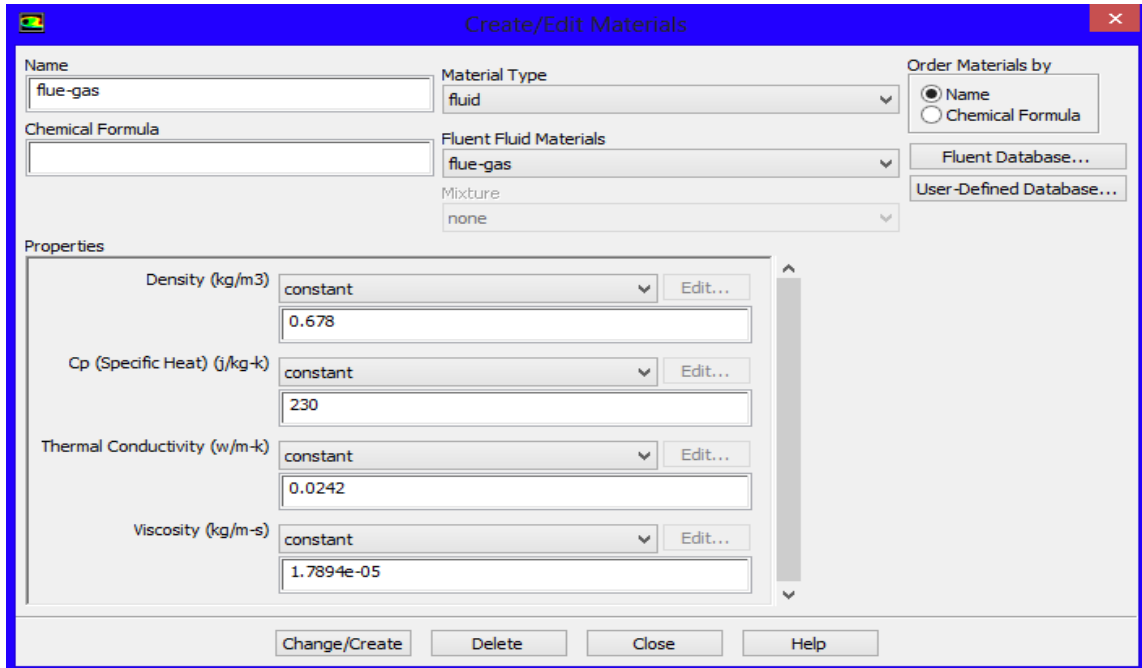 Create/Edit Materials
Name
flue-gas
Chemical Formula
Material Type
fluid
Fluent Fluid Materials
flue-gas
Mixture
none
Order Materials by
Name
Chemical Formula
Fluent Database...
User-Defined Database...
Properties
Density (kg/m3)
constant
Edit...
0.678
Cp (Specific Heat) (j/kg-k)
constant
Edit...
230
Thermal Conductivity (w/m-k)
constant
Edit...
0.0242
Viscosity (kg/m-s)
constant
Edit...
1.7894e-05
Change/Create
Delete
Close
Help